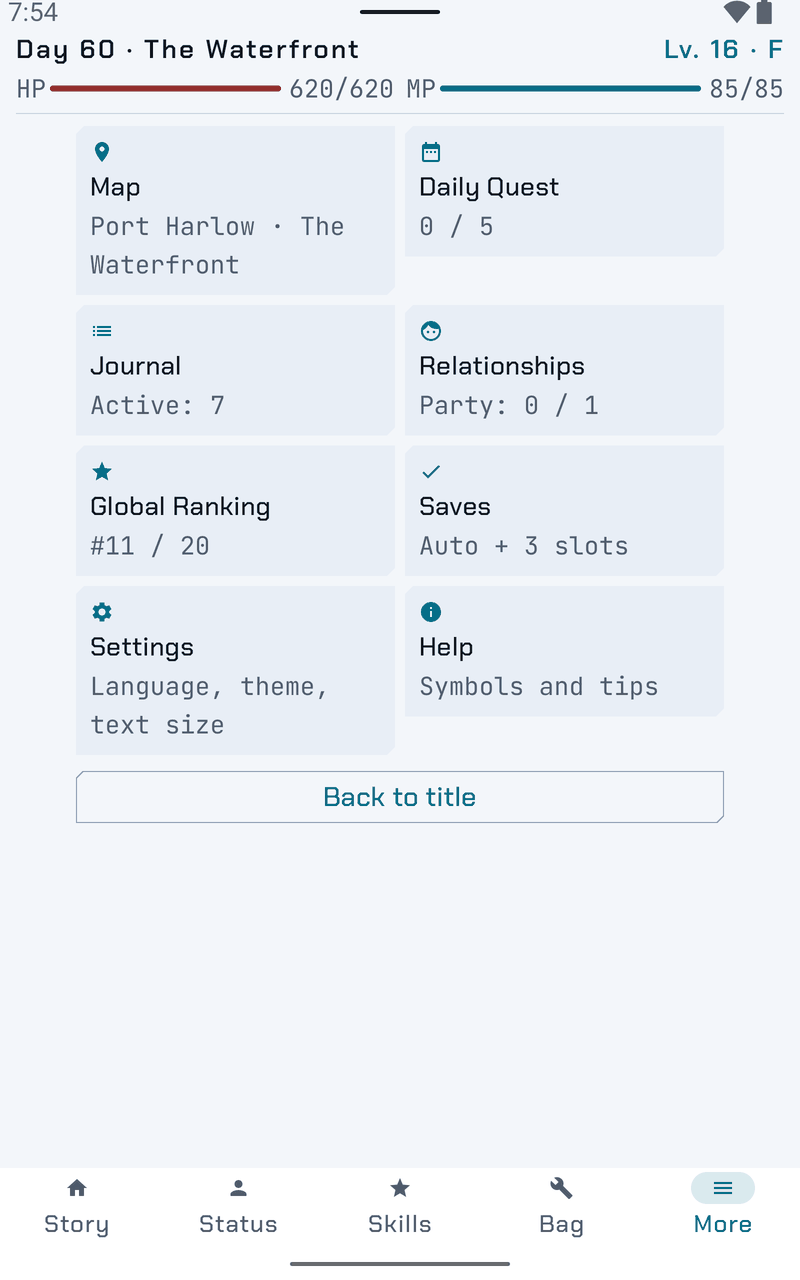 7:54
Day 60 · The Waterfront
Lv. 16 · F
HP 620/620 MP 85/85
Map
Port Harlow · The
Waterfront
Daily Quest
0 / 5
Journal
Active: 7
Relationships
Party: 0 / 1
Global Ranking
#11 / 20
Saves
Auto + 3 slots
Settings
Language, theme,
text size
Help
Symbols and tips
Back to title
Story
Status
Skills
Bag
More